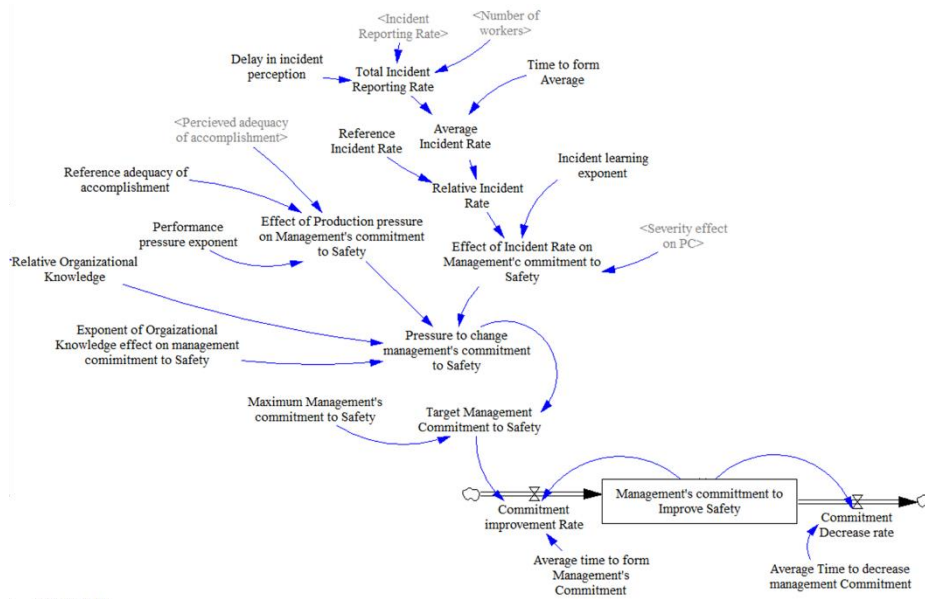 <Incident
Reporting Rate>
<Number of
workers>
Delay in incident
perception
Total Incident
Reporting Rate
Time to form
Average
<Percieved adequacy
of accomplishment>
Reference
Incident Rate
Average
Incident Rate
Reference adequacy of
accomplishment
Relative Incident
Rate
Incident learning
exponent
Effect of Production pressure
on Management's commitment
to Safety
Performance
pressure exponent
Effect of Incident Rate on
Management'c ommitment to
Safety
<Severity effect
on PC>
Relative Organizational
Knowledge
Exponent of Orgaizational
Knowledge effect on management
comiitment to Safety
Pressure to change
management's commitment
to Safety
Maximum Management's
commitment to Safety
Target Management
Commitment to Safety
Management's committment to
Improve Safety
Commitment
improvement Rate
Commitment
Decrease rate
Average time to form
Management's
Commitment
Average Time to decrease
management Commitment